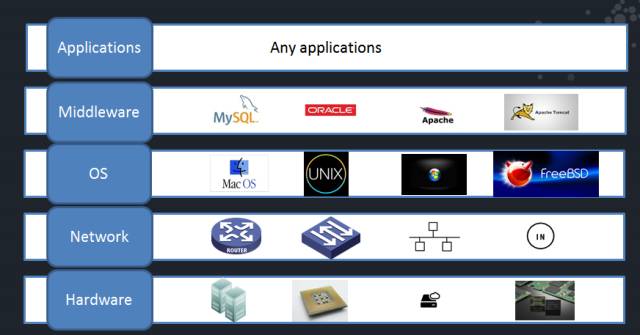 Applications
Any applications
Middleware
MySQL
ORACLE
Apache
Apache Tomcat
OS
Mac OS
UNIX
FreeBSD
Network
ROUTER
IN
Hardware